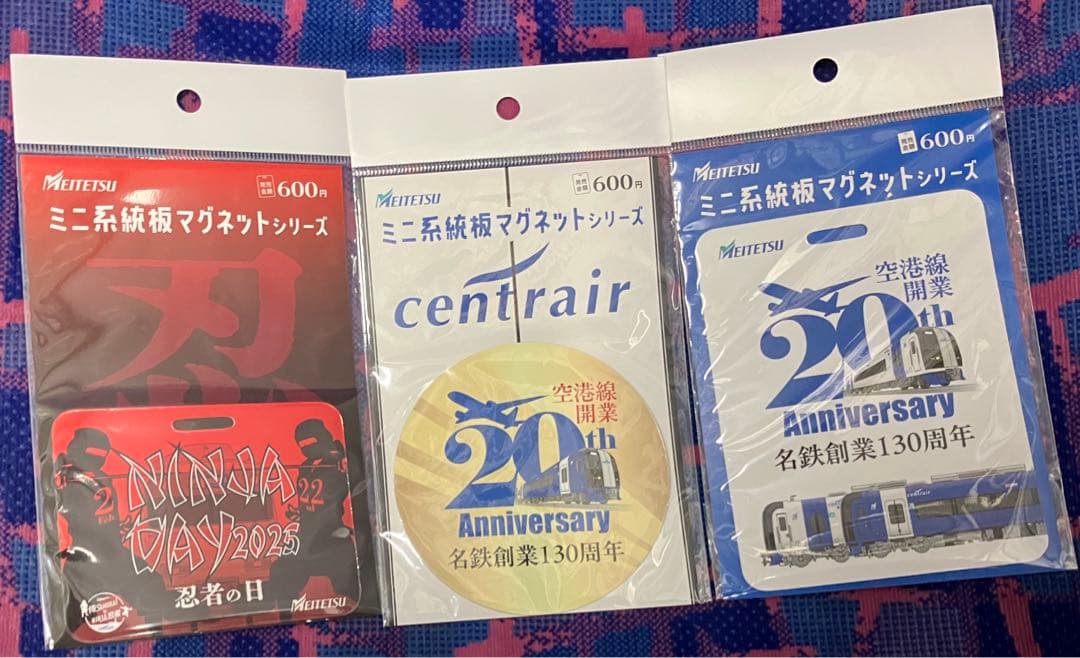 MEITETSU
発売金額 600円
ミニ系統板マグネットシリーズ
忍
NINJA
2 Feb 22
DAY 2025
忍者の日
MEITETSU
MEITETSU
発売金額 600円
ミニ系統板マグネットシリーズ
centrair
空港線
開業
20th
Anniversary
名鉄創業130周年
MEITETSU
発売金額 600円
ミニ系統板マグネットシリーズ
MEITETSU
空港線
開業
20th
Anniversary
名鉄創業130周年
centrair